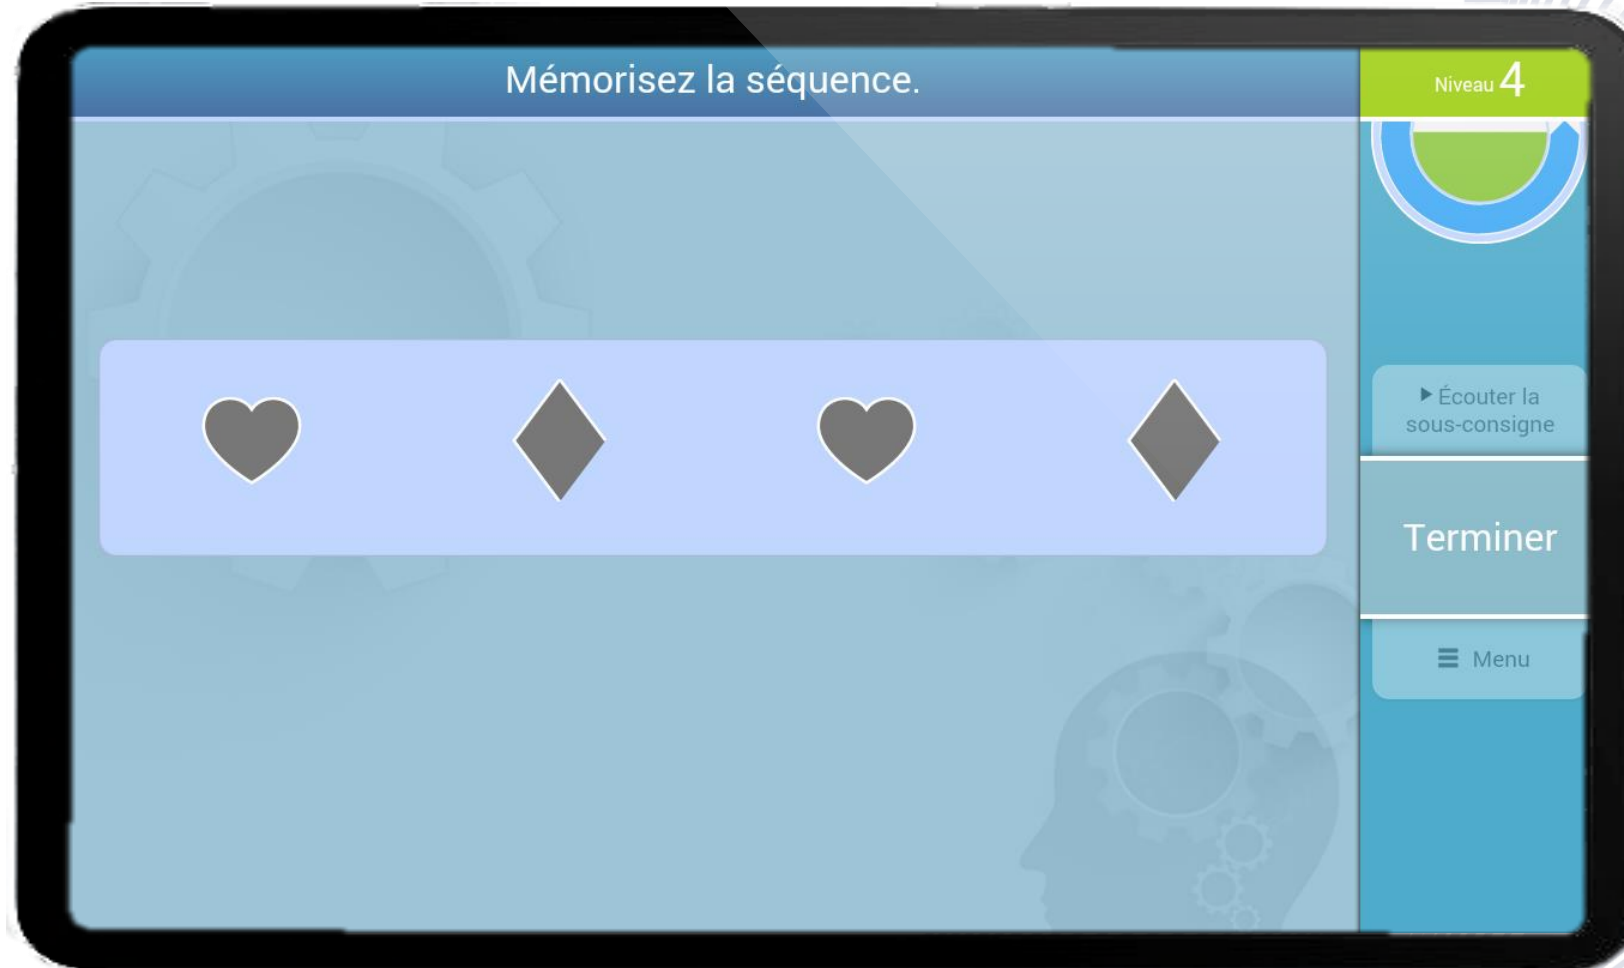 Mémorisez la séquence.
Niveau 4
Écouter la
sous-consigne
Terminer
Menu